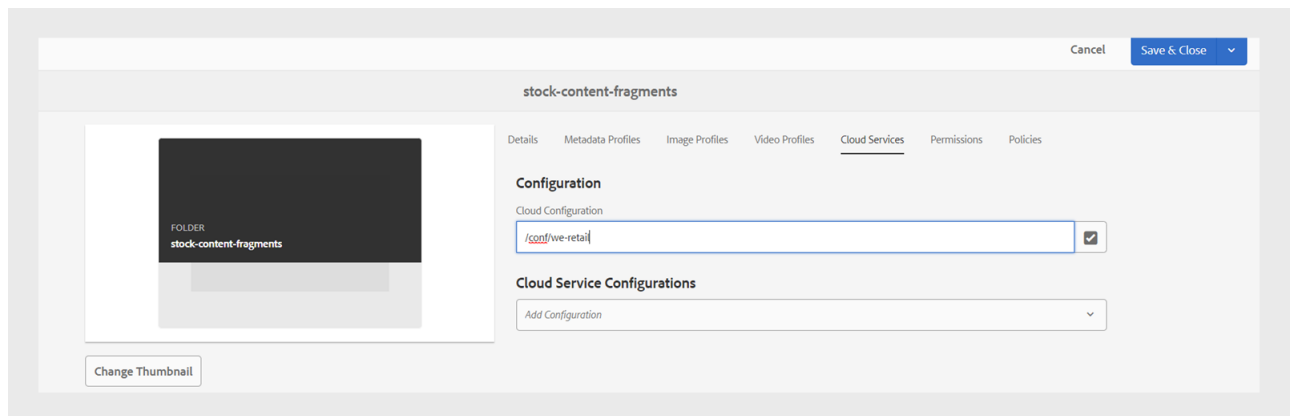 Cancel
Save & Close
stock-content-fragments
Details Metadata Profiles Image Profiles Video Profiles Cloud Services Permissions Policies
FOLDER
stock-content-fragments
Configuration
Cloud Configuration
/conf/we-retail
Cloud Service Configurations
Add Configuration
Change Thumbnail